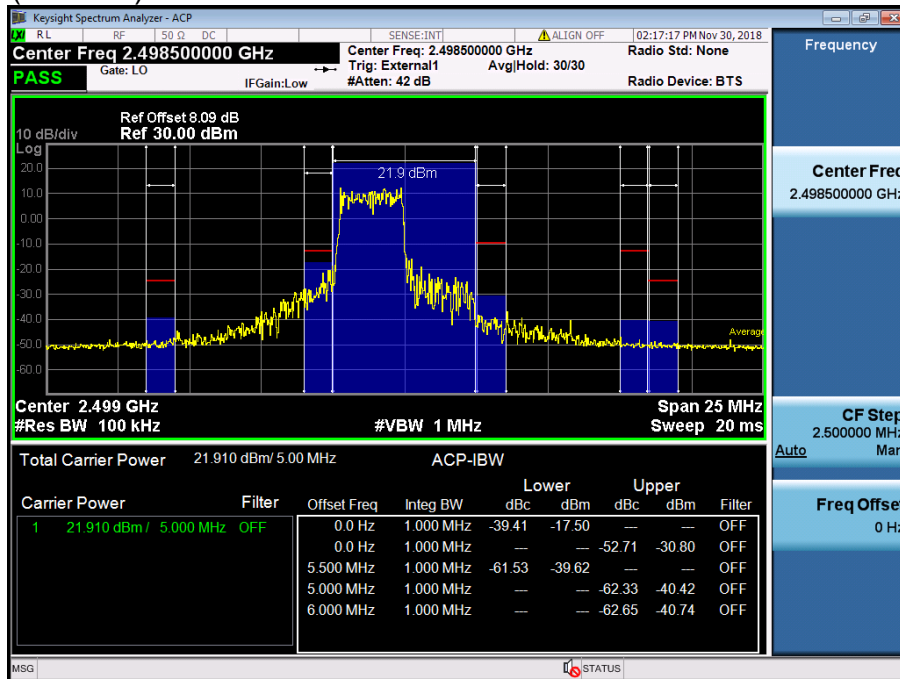 Keysight Spectrum Analyzer - ACP
LXI RL RF 50 Ω DC SENSE:INT ALIGN OFF 02:17:17 PM Nov 30, 2018
Center Freq 2.498500000 GHz
Center Freq: 2.498500000 GHz Radio Std: None
Gate: LO Trig: External1 Avg|Hold: 30/30
PASS IFGain:Low #Atten: 42 dB Radio Device: BTS
Frequency
Ref Offset 8.09 dB
10 dB/div Ref 30.00 dBm
Log
20.0
21.9 dBm
10.0
0.00
-10.0
-20.0
-30.0
-40.0
Average
-50.0
-60.0
Center 2.499 GHz Span 25 MHz
#Res BW 100 kHz #VBW 1 MHz Sweep 20 ms
Center Freq
2.498500000 GHz
CF Step
2.500000 MHz
Auto Man
Freq Offset
0 Hz
Total Carrier Power 21.910 dBm/ 5.00 MHz ACP-IBW
Lower Upper
Carrier Power Filter Offset Freq Integ BW dBc dBm dBc dBm Filter
1 21.910 dBm / 5.000 MHz OFF 0.0 Hz 1.000 MHz -39.41 -17.50 --- --- OFF
0.0 Hz 1.000 MHz --- --- -52.71 -30.80 OFF
5.500 MHz 1.000 MHz -61.53 -39.62 --- --- OFF
5.000 MHz 1.000 MHz --- --- -62.33 -40.42 OFF
6.000 MHz 1.000 MHz --- --- -62.65 -40.74 OFF
MSG STATUS